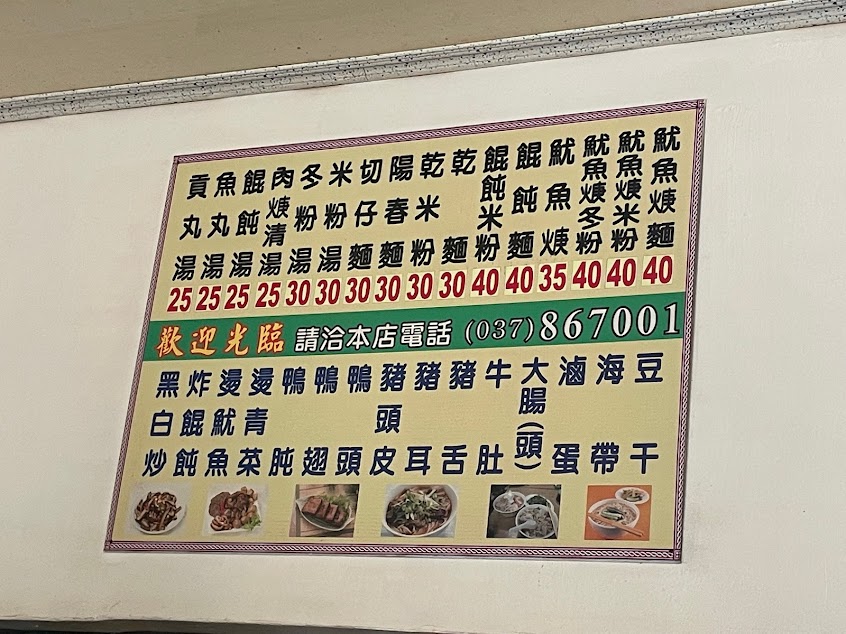 魷魚焿麵 40
魷魚焿米粉 40
魷魚焿冬粉 40
魷魚焿 35
餛飩麵 40
餛飩米粉 40
乾麵 30
乾米粉 30
陽春麵 30
切仔麵 30
米粉湯 30
冬粉湯 30
肉焿清湯 25
餛飩湯 25
魚丸湯 25
貢丸湯 25
歡迎光臨 請洽本店電話 (037)867001
豆干
海帶
滷蛋
大腸(頭)
牛肚
豬舌
豬耳
豬頭皮
鴨頭
鴨翅
鴨肫
燙青菜
燙魷魚
炸餛飩
黑白炒